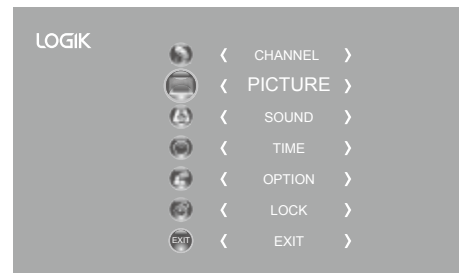 LOGIK
CHANNEL
PICTURE
SOUND
TIME
OPTION
LOCK
EXIT EXIT